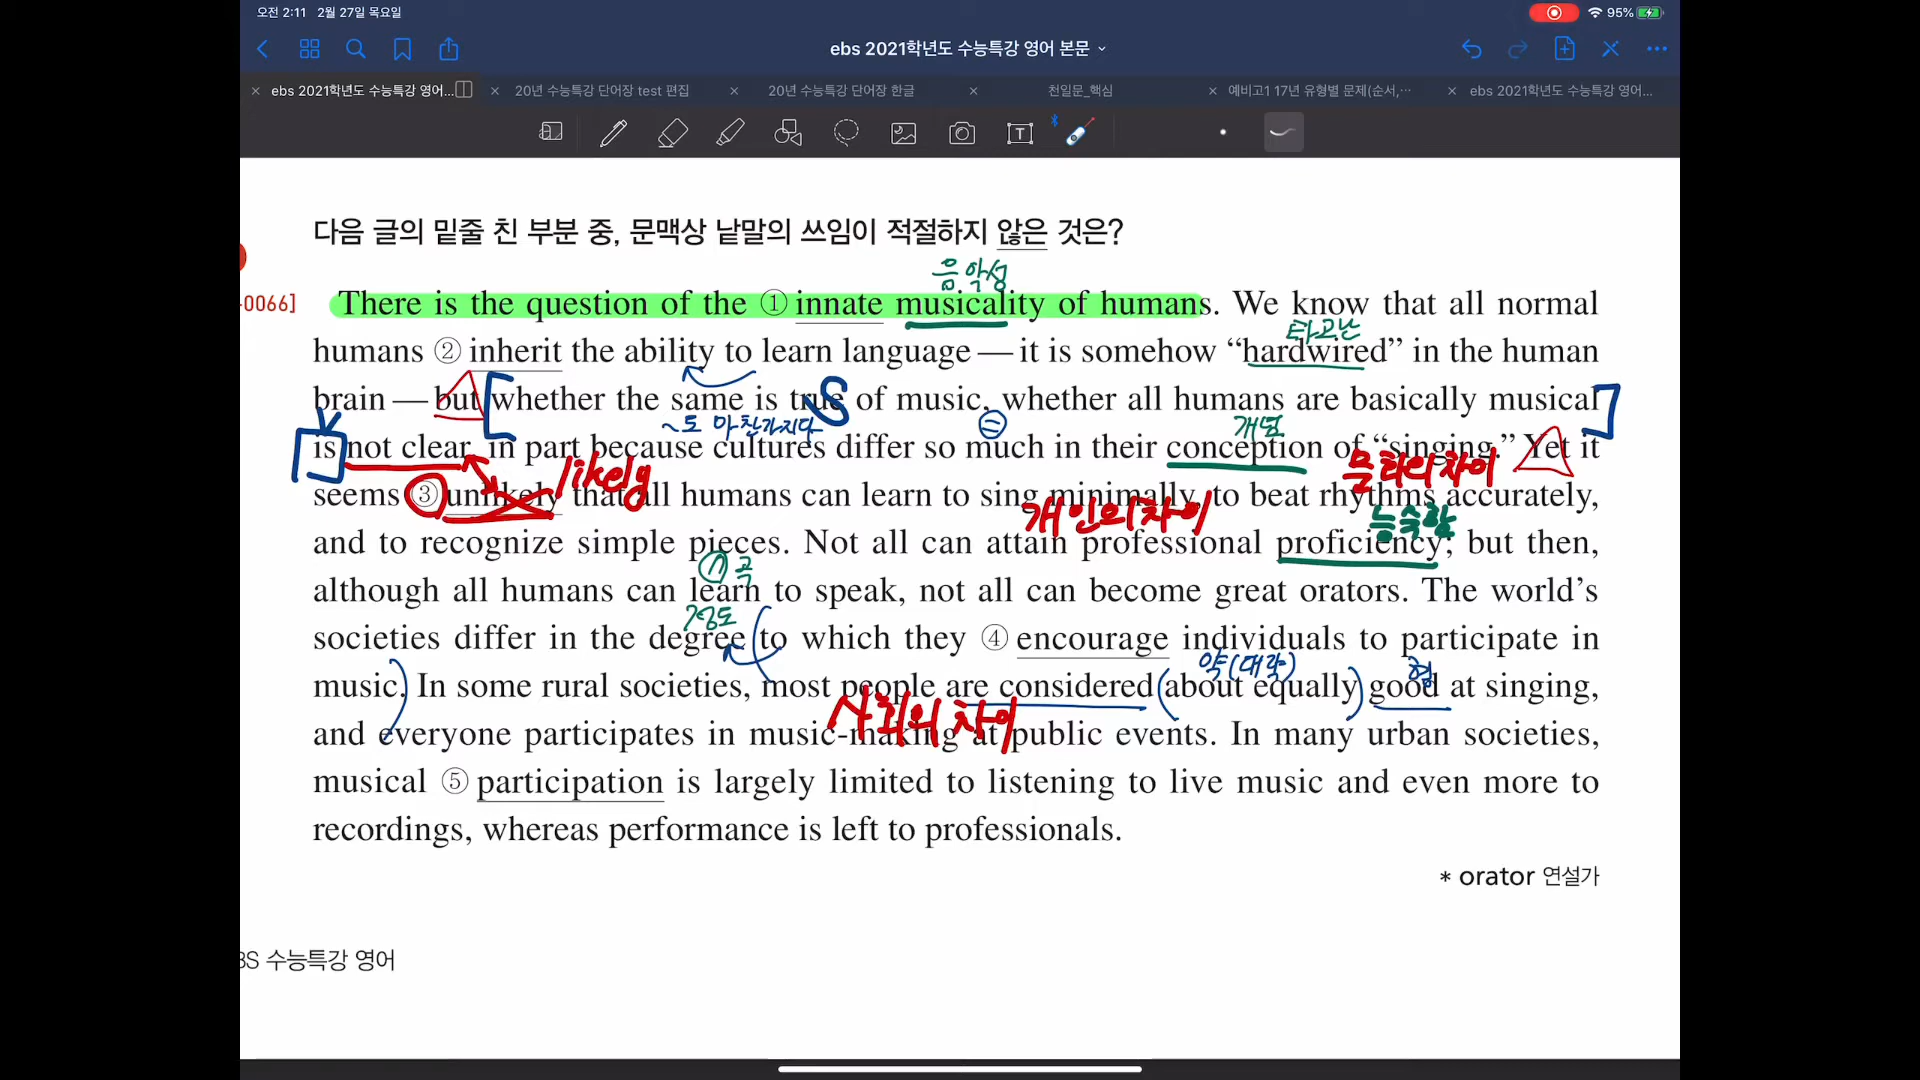 오전 2:11 2월 27일 목요일
95%
ebs 2021학년도 수능특강 영어 본문
ebs 2021학년도 수능특강 영어...
20년 수능특강 단어장 test 편집
20년 수능특강 단어장 한글
천일문_핵심
예비고1 17년 유형별 문제(순서,…
ebs 2021학년도 수능특강 영어...
다음 글의 밑줄 친 부분 중, 문맥상 낱말의 쓰임이 적절하지 않은 것은?
음악성
-0066]
There is the question of the ① innate musicality of humans. We know that all normal
타고난
humans ② inherit the ability to learn language — it is somehow “hardwired” in the human
brain — but whether the same is true of music, whether all humans are basically musical
S
~도 마찬가지다
=
개념
V
is not clear, in part because cultures differ so much in their conception of “singing.” Yet it
likely
문화의 차이
seems ③ unlikely that all humans can learn to sing minimally, to beat rhythms accurately,
개인의 차이
능숙함
and to recognize simple pieces. Not all can attain professional proficiency; but then,
곡
although all humans can learn to speak, not all can become great orators. The world’s
정도
societies differ in the degree to which they ④ encourage individuals to participate in
약(대략)
형
music. In some rural societies, most people are considered about equally good at singing,
사회의 차이
and everyone participates in music-making at public events. In many urban societies,
musical ⑤ participation is largely limited to listening to live music and even more to
recordings, whereas performance is left to professionals.
* orator 연설가
BS 수능특강 영어